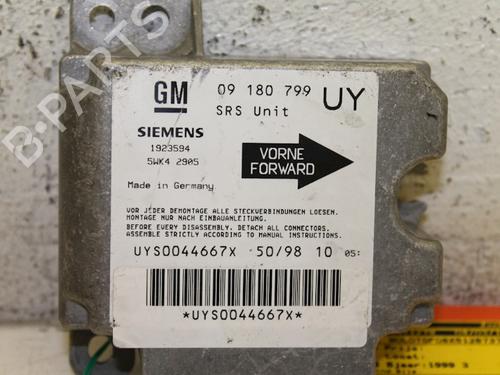 GM 09 180 799 UY
SRS Unit
SIEMENS
1923594
5WK4 2905
VORNE
FORWARD
Made in Germany
VOR JEDER DEMONTAGE ALLE STECKVERBINDUNGEN LOESEN.
MONTAGE NUR NACH EINBAUANLEITUNG.
BEFORE EVERY DISASSEMBLY, DETACH ALL CONNECTORS.
ASSEMBLE STRICTLY ACCORDING TO MANUAL INSTRUCTIONS.
UYS0044667X 50/98 10 05:
*UYS0044667X*
B-PARTS